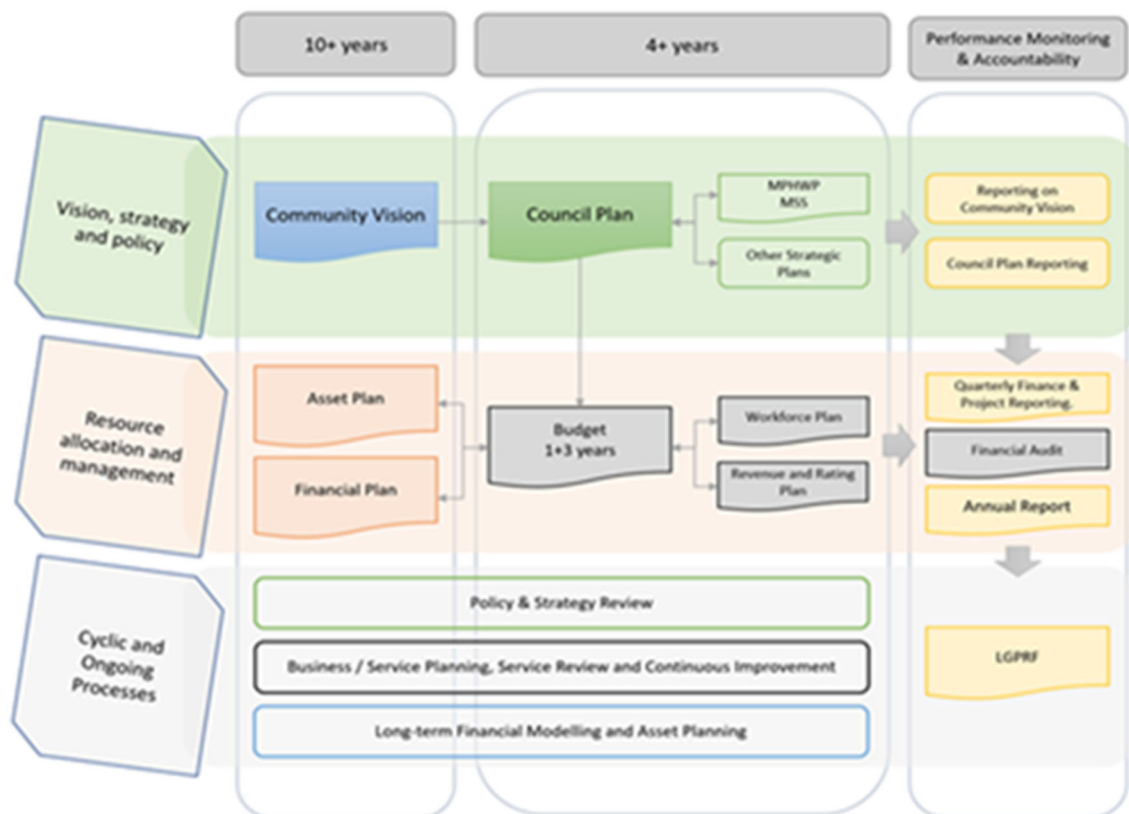 10+ years
4+ years
Performance Monitoring
& Accountability
Vision, strategy
and policy
Community Vision
Council Plan
MPHWP
MSS
Other Strategic
Plans
Reporting on
Community Vision
Council Plan Reporting
Resource
allocation and
management
Asset Plan
Financial Plan
Budget
1+3 years
Workforce Plan
Revenue and Rating
Plan
Quarterly Finance &
Project Reporting.
Financial Audit
Annual Report
Cyclic and
Ongoing
Processes
Policy & Strategy Review
Business / Service Planning, Service Review and Continuous Improvement
Long-term Financial Modelling and Asset Planning
LGPRF